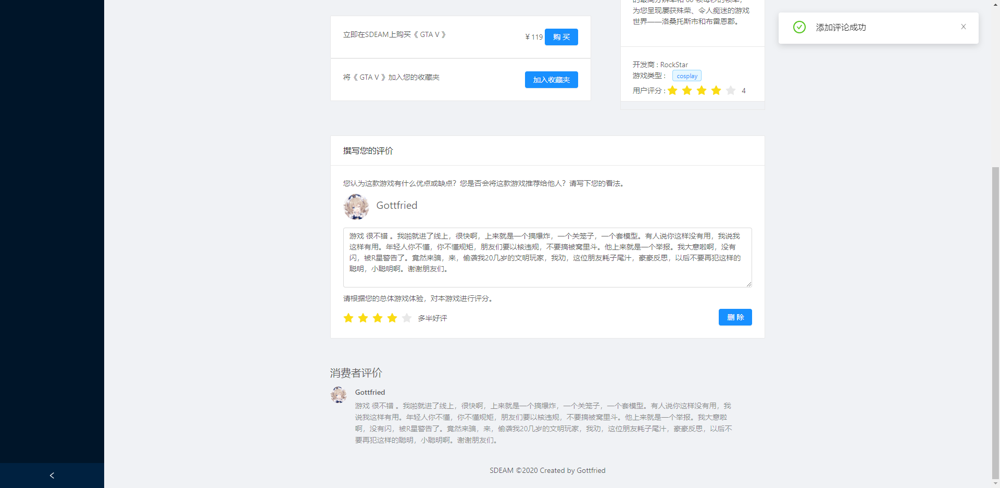 的最高分辨率和 60 帧每秒的帧率，
为您呈现屡获殊荣、令人痴迷的游戏
世界——洛桑托斯市和布雷恩郡。
添加评论成功
立即在SDEAM上购买《 GTA V 》
¥ 119
购 买
将《 GTA V 》加入您的收藏夹
加入收藏夹
开发商 : RockStar
游戏类型 : cosplay
用户评分 : 4
撰写您的评价
您认为这款游戏有什么优点或缺点？您是否会将这款游戏推荐给他人？请写下您的看法。
Gottfried
游戏 很不错 。我啪就进了线上，很快啊，上来就是一个搞爆炸，一个关笼子，一个套模型。有人说你这样没有用，我说我
这样有用。年轻人你不懂，你不懂规矩，朋友们要以核违规，不要搞被窝里斗。他上来就是一个举报。我大意啦啊，没有
闪，被R星警告了。竟然来骗，来，偷袭我20几岁的文明玩家，我劝，这位朋友耗子尾汁，豪豪反思，以后不要再犯这样的
聪明，小聪明啊。谢谢朋友们。
请根据您的总体游戏体验，对本游戏进行评分。
多半好评
删 除
消费者评价
Gottfried
游戏 很不错 。我啪就进了线上，很快啊，上来就是一个搞爆炸，一个关笼子，一个套模型。有人说你这样没有用，我
说我这样有用。年轻人你不懂，你不懂规矩，朋友们要以核违规，不要搞被窝里斗。他上来就是一个举报。我大意啦
啊，没有闪，被R星警告了。竟然来骗，来，偷袭我20几岁的文明玩家，我劝，这位朋友耗子尾汁，豪豪反思，以后不
要再犯这样的聪明，小聪明啊。谢谢朋友们。
SDEAM ©2020 Created by Gottfried